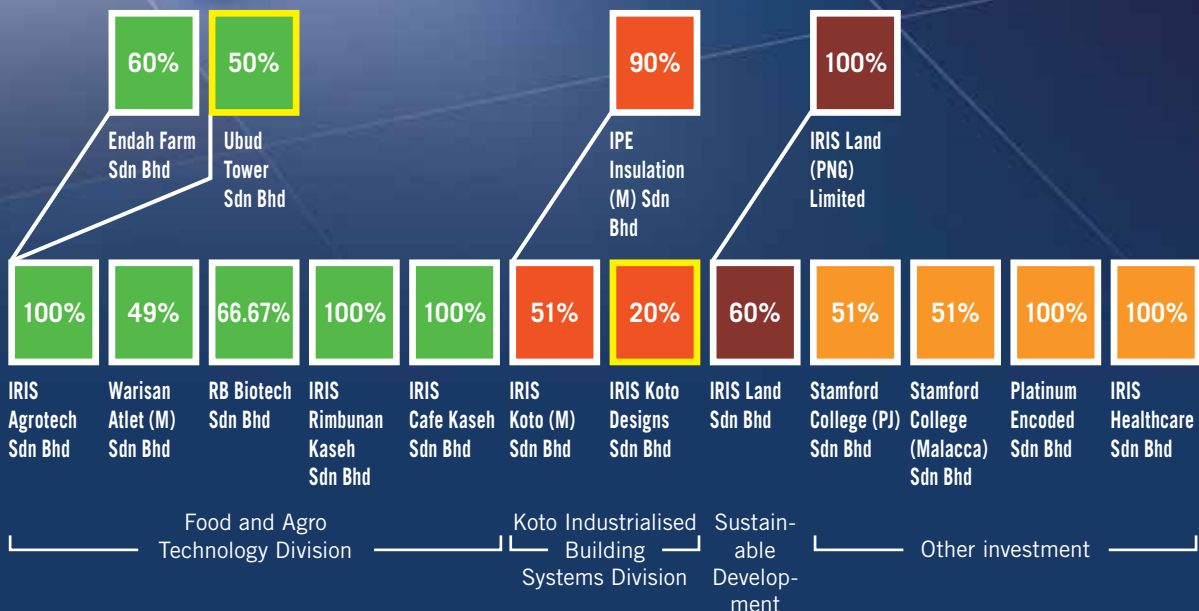 60%
50%
90%
100%
Endah Farm
Sdn Bhd
Ubud
Tower
Sdn Bhd
IPE
Insulation
(M) Sdn
Bhd
IRIS Land
(PNG)
Limited
100%
49%
66.67%
100%
100%
51%
20%
60%
51%
51%
100%
100%
IRIS
Agrotech
Sdn Bhd
Warisan
Atlet (M)
Sdn Bhd
RB Biotech
Sdn Bhd
IRIS
Rimbunan
Kaseh
Sdn Bhd
IRIS
Cafe Kaseh
Sdn Bhd
IRIS
Koto (M)
Sdn Bhd
IRIS Koto
Designs
Sdn Bhd
IRIS Land
Sdn Bhd
Stamford
College (PJ)
Sdn Bhd
Stamford
College
(Malacca)
Sdn Bhd
Platinum
Encoded
Sdn Bhd
IRIS
Healthcare
Sdn Bhd
Food and Agro
Technology Division
Koto Industrialised
Building
Systems Division
Sustain-
able
Develop-
ment
Other investment